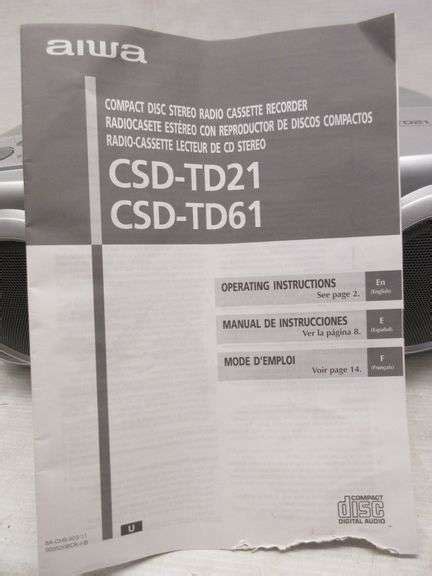 aiwa
COMPACT DISC STEREO RADIO CASSETTE RECORDER
RADIOCASETE ESTÉREO CON REPRODUCTOR DE DISCOS COMPACTOS
RADIO-CASSETTE LECTEUR DE CD STEREO
CSD-TD21
CSD-TD61
OPERATING INSTRUCTIONS
See page 2.
En
(English)
MANUAL DE INSTRUCCIONES
Ver la página 8.
E
(Español)
MODE D'EMPLOI
Voir page 14.
F
(Français)
U
COMPACT
disc
DIGITAL AUDIO